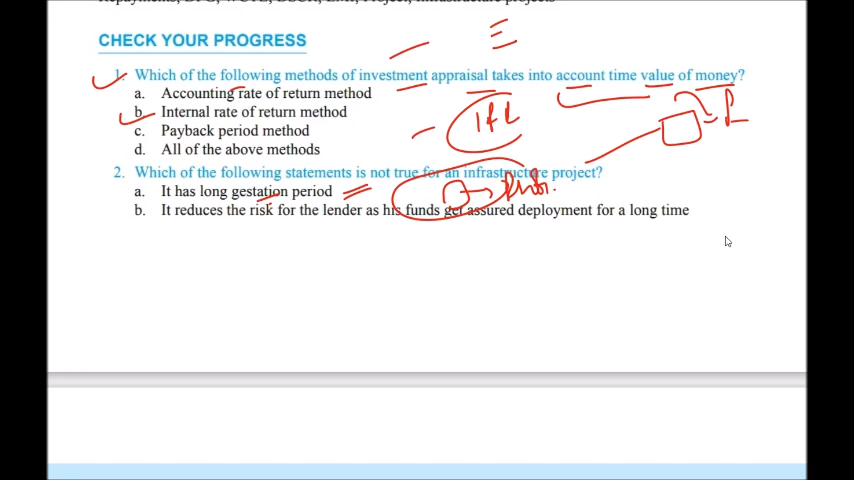 CHECK YOUR PROGRESS
1. Which of the following methods of investment appraisal takes into account time value of money?
a. Accounting rate of return method
b. Internal rate of return method
c. Payback period method
d. All of the above methods
2. Which of the following statements is not true for an infrastructure project?
a. It has long gestation period
b. It reduces the risk for the lender as his funds get assured deployment for a long time